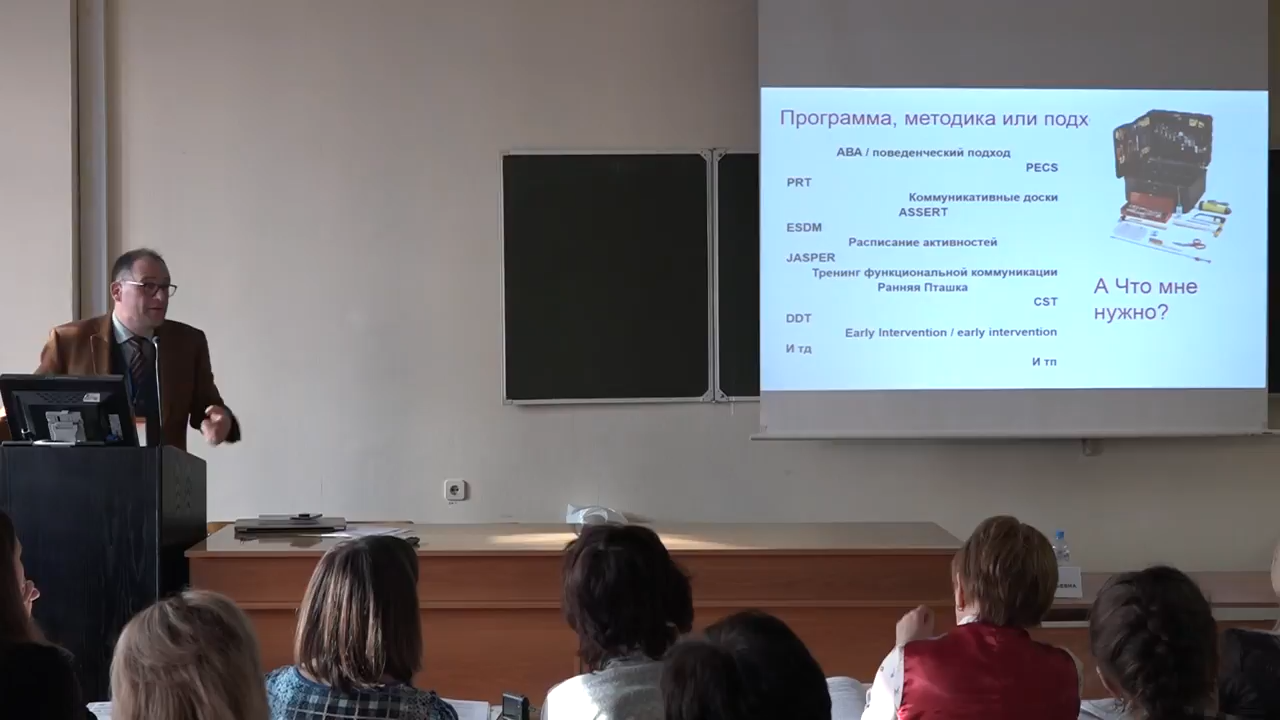 Программа, методика или подх
АВА / поведенческий подход
PECS
PRT
Коммуникативные доски
ASSERT
ESDM
Расписание активностей
JASPER
Тренинг функциональной коммуникации
Ранняя Пташка
CST
DDT
Early Intervention / early intervention
И тд
И тп
А Что мне
нужно?